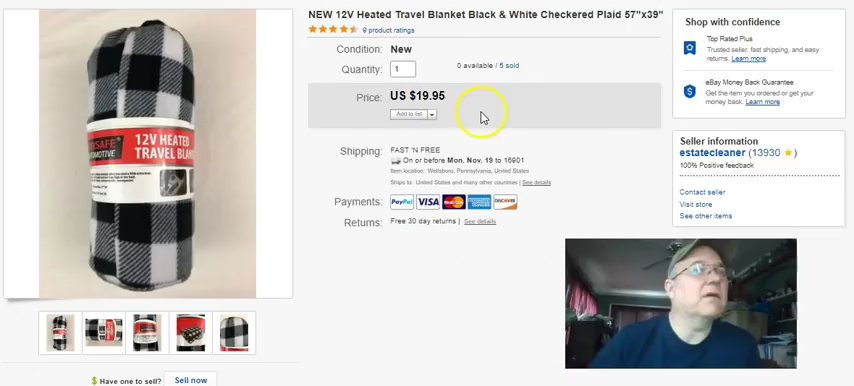 NEW 12V Heated Travel Blanket Black & White Checkered Plaid 57"x39"
9 product ratings
Condition: New
Quantity: 1
0 available / 5 sold
Price: US $19.95
Add to list
Shipping: FAST 'N FREE
On or before Mon. Nov. 19 to 16901
Item location: Wellsboro, Pennsylvania, United States
Ships to: United States and many other countries | See details
Payments: PayPal VISA MasterCard DISCOVER
Returns: Free 30 day returns | See details
YSAFE
OMOTIVE
12V HEATED
TRAVEL BLAN
$ Have one to sell? Sell now
Shop with confidence
Top Rated Plus
Trusted seller, fast shipping, and easy
returns. Learn more
eBay Money Back Guarantee
Get the item you ordered or get your
money back. Learn more
Seller information
estatecleaner (13930 )
100% Positive feedback
Contact seller
Visit store
See other items